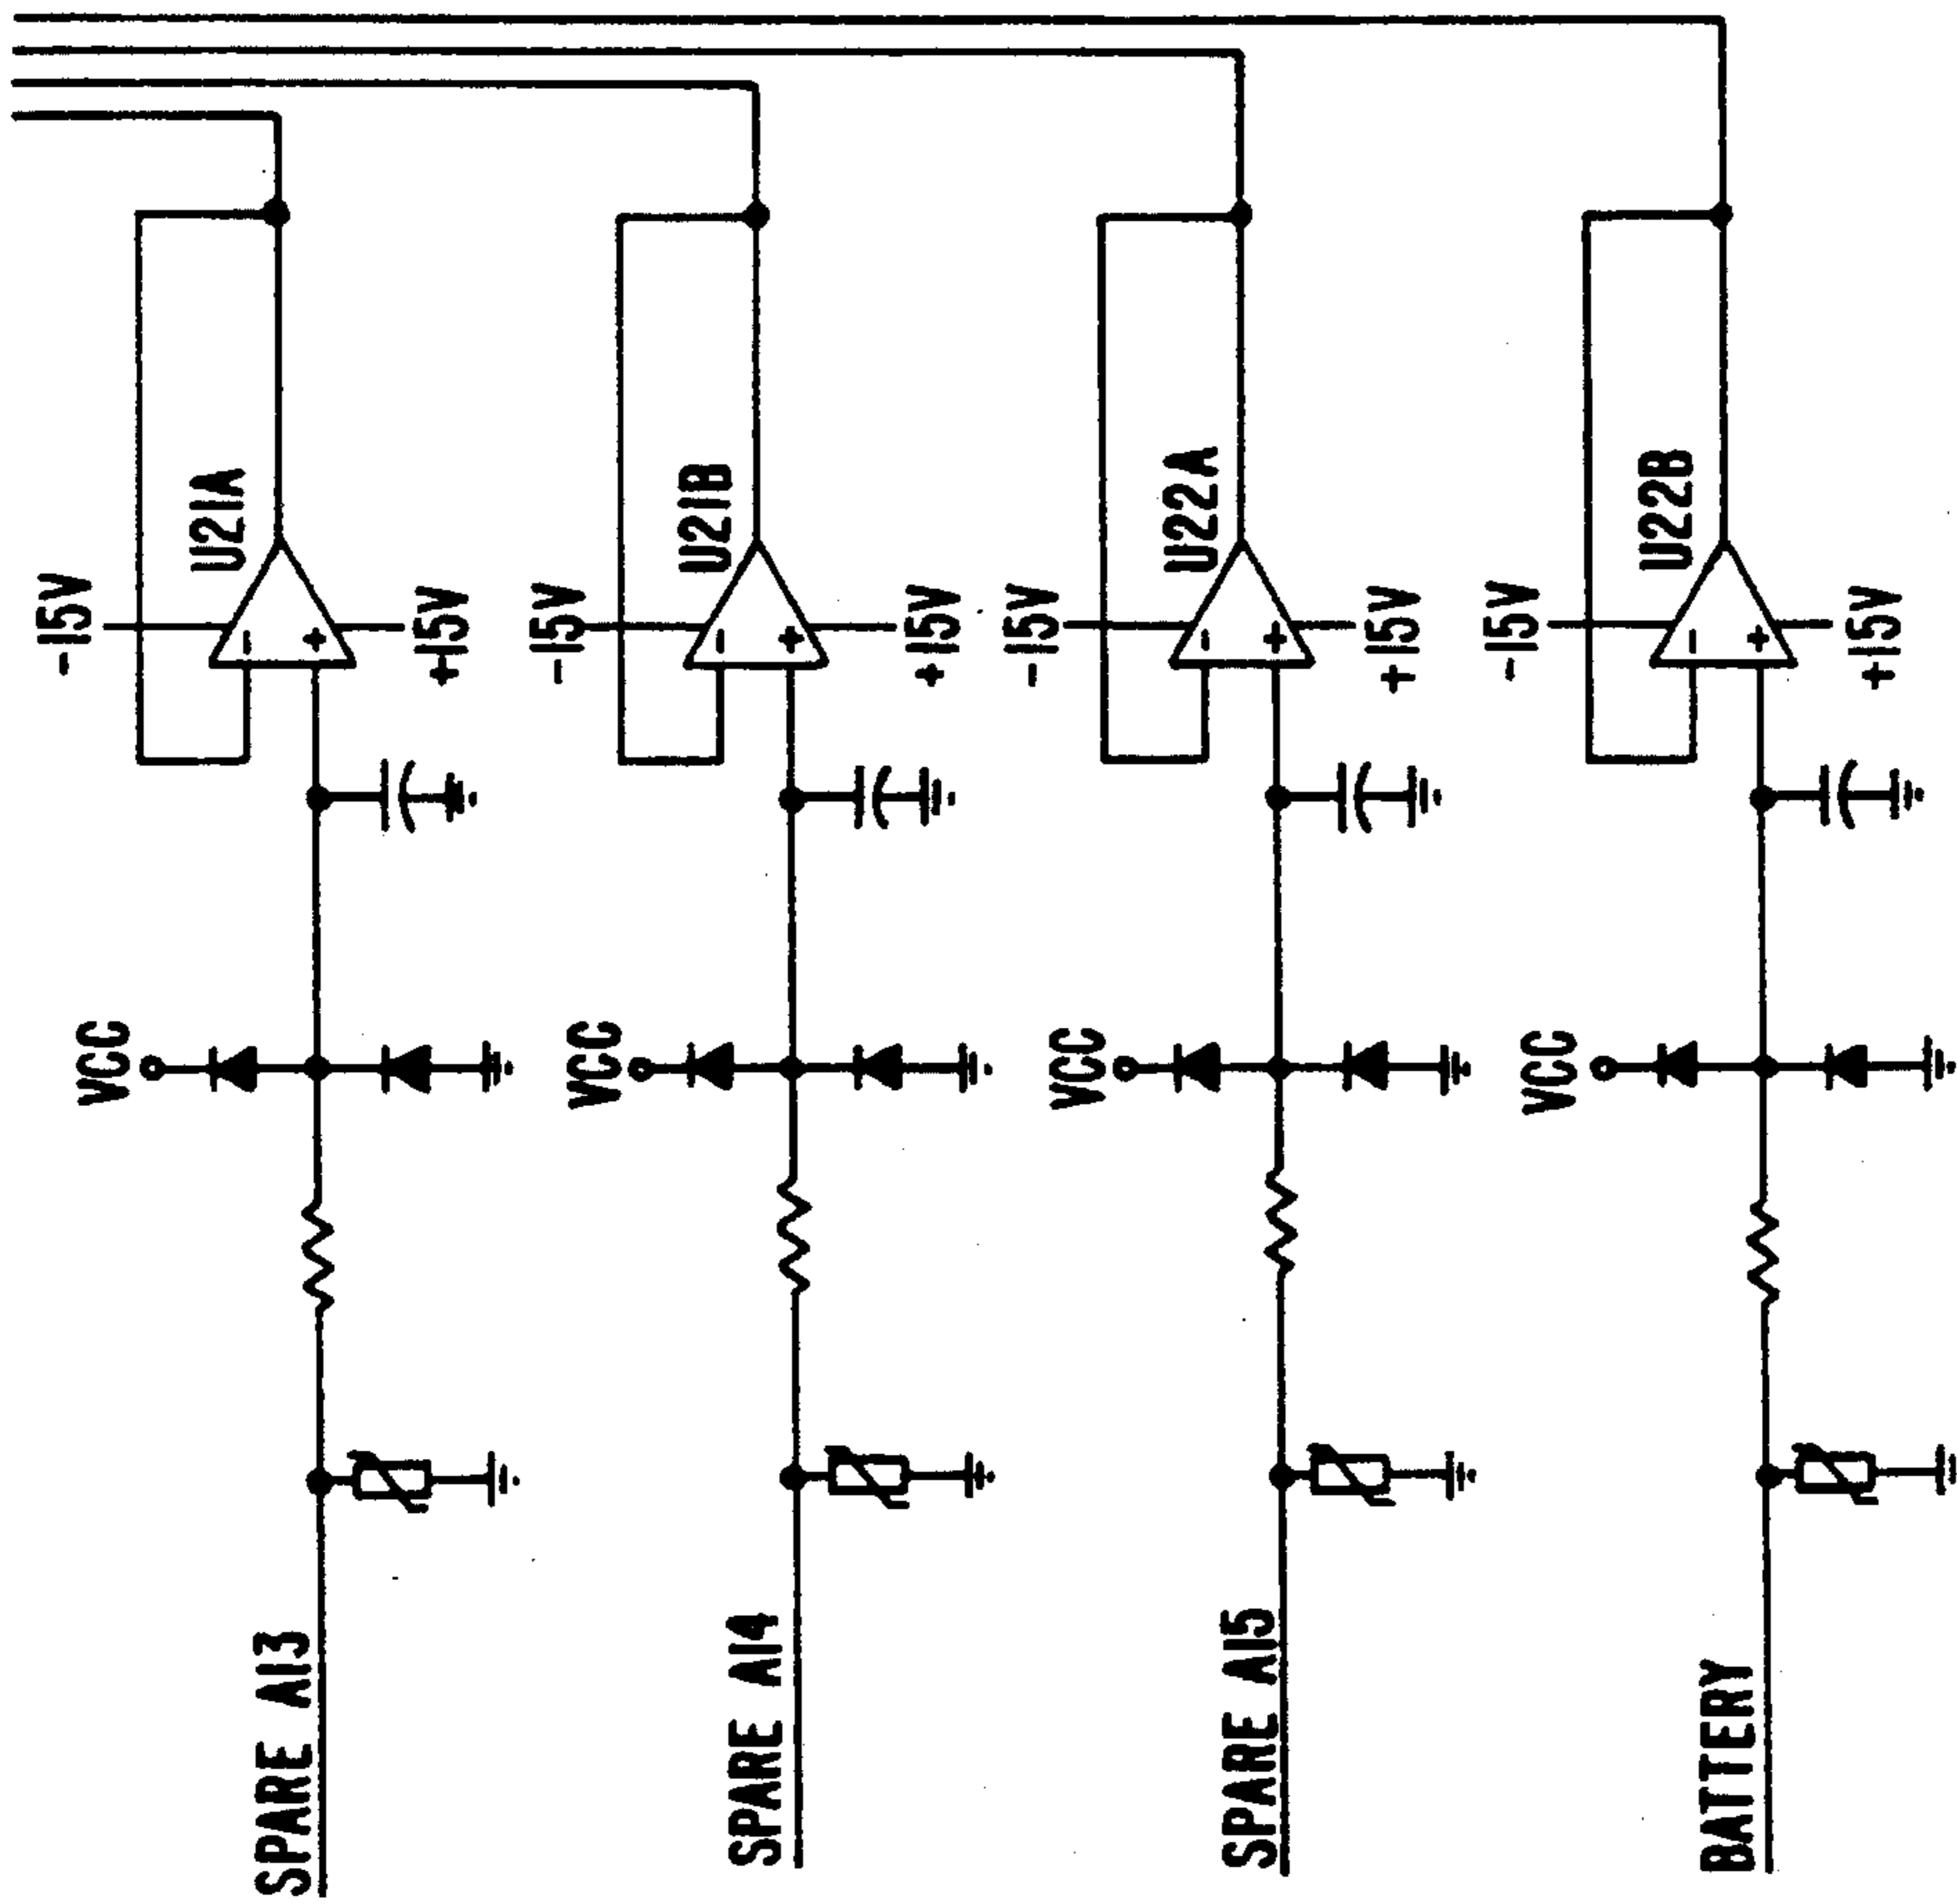 -15V
U21A
+15V
VCC
SPARE AI3
-15V
U21B
+15V
VCC
SPARE AI4
-15V
U22A
+15V
VCC
SPARE AI5
-15V
U22B
+15V
VCC
BATTERY